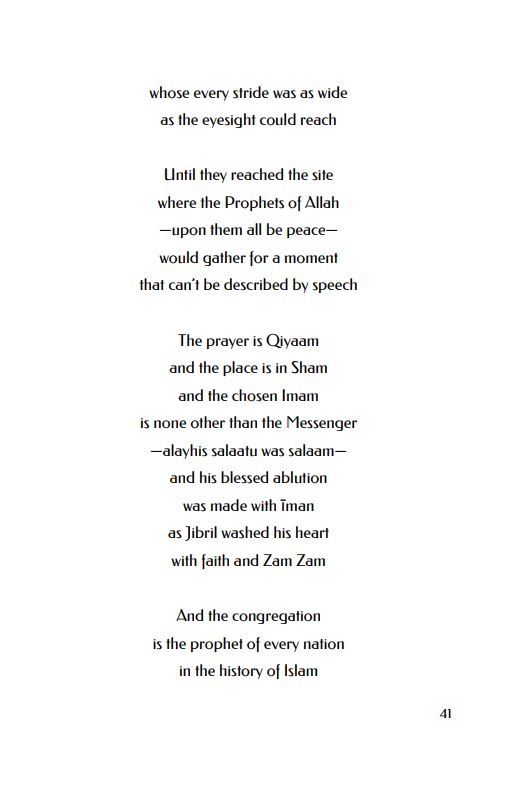 whose every stride was as wide
as the eyesight could reach
Until they reached the site
where the Prophets of Allah
—upon them all be peace—
would gather for a moment
that can't be described by speech
The prayer is Qiyaam
and the place is in Sham
and the chosen Imam
is none other than the Messenger
—alayhis salaatu was salaam—
and his blessed ablution
was made with īman
as Jibril washed his heart
with faith and Zam Zam
And the congregation
is the prophet of every nation
in the history of Islam
41